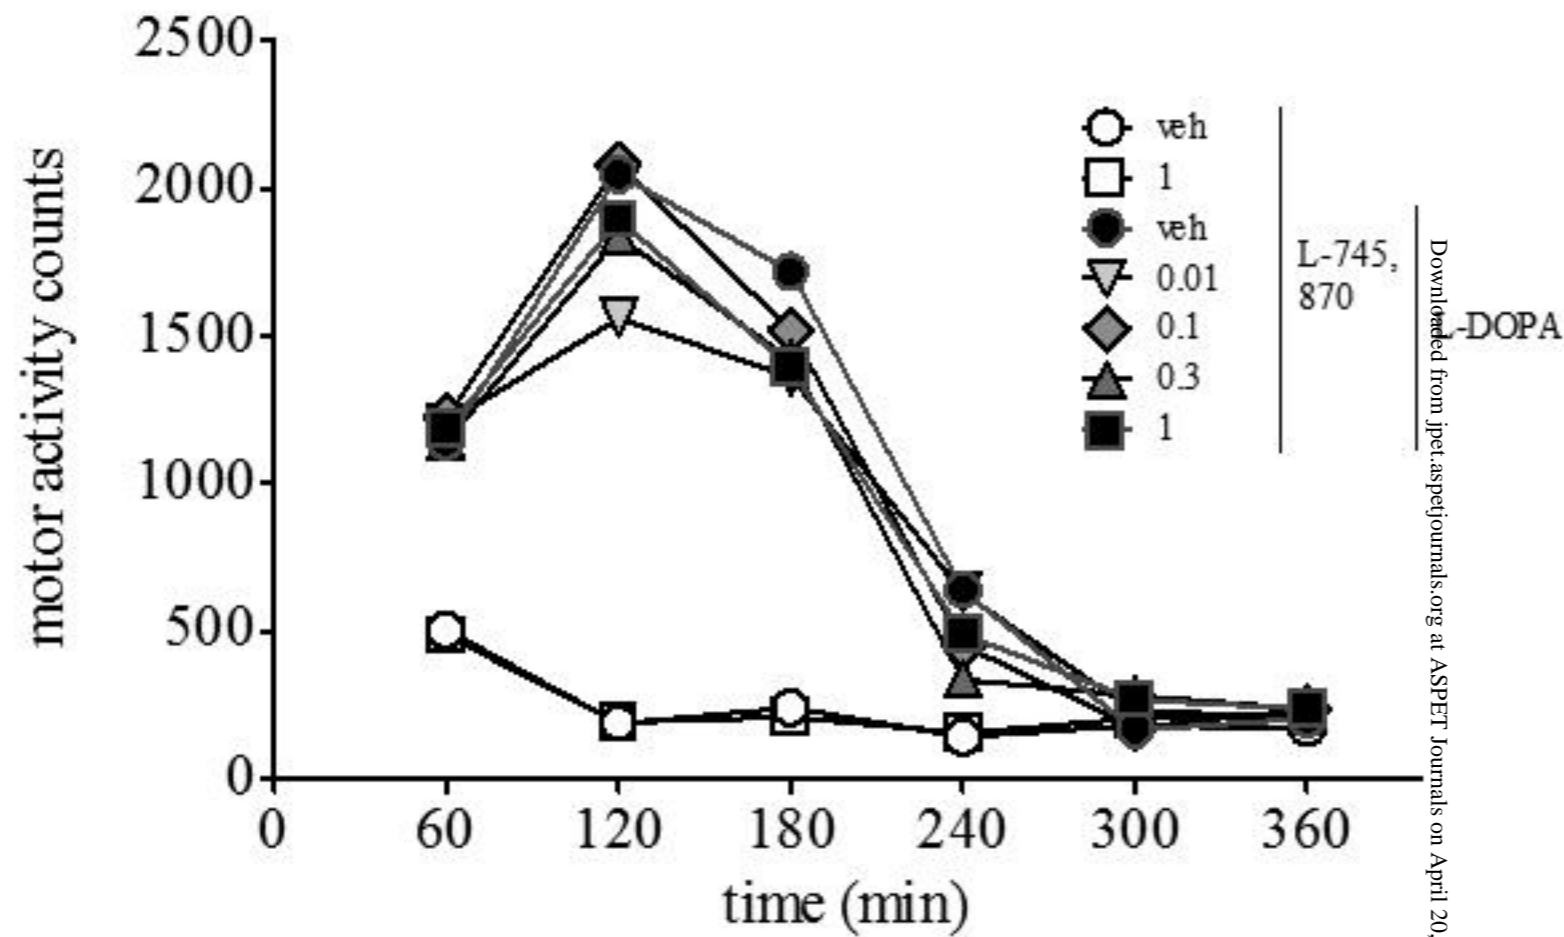 2500
2000
1500
1000
500
0
motor activity counts
0 60 120 180 240 300 360
time (min)
veh
1
veh
0.01
0.1
0.3
1
L-745,
870
L-DOPA
Downloaded from jpet.aspetjournals.org at ASPET Journals on April 20,